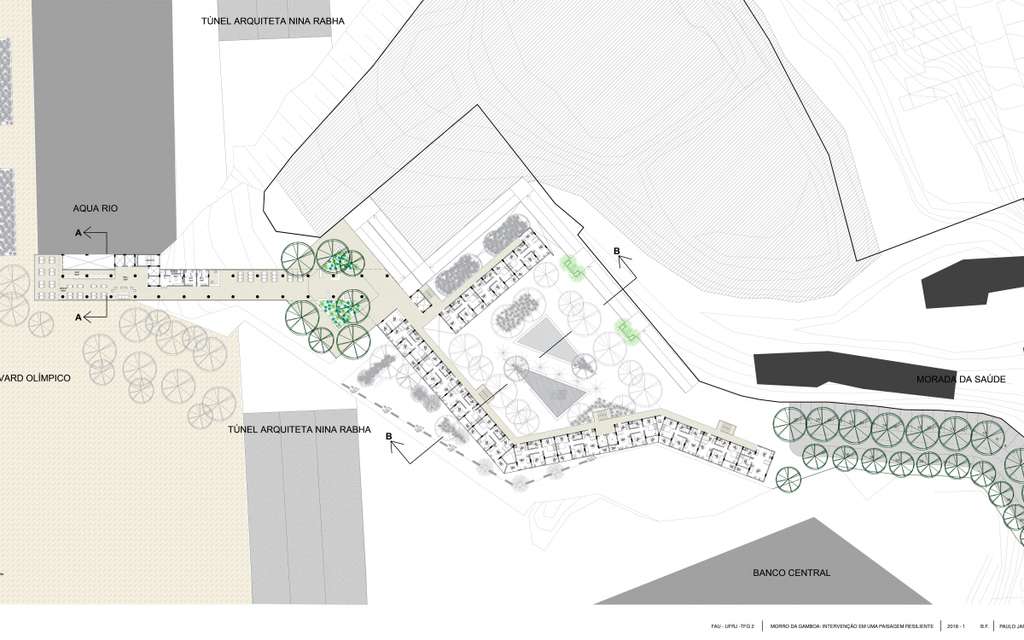 TÚNEL ARQUITETA NINA RABHA
AQUA RIO
A
A
B
VARD OLÍMPICO
MORADA DA SAÚDE
TÚNEL ARQUITETA NINA RABHA
B
BANCO CENTRAL
FAU - UFRJ -TFG 2 MORRO DA GAMBOA: INTERVENÇÃO EM UMA PAISAGEM RESILIENTE 2016 - 1 B.F. PAULO JA